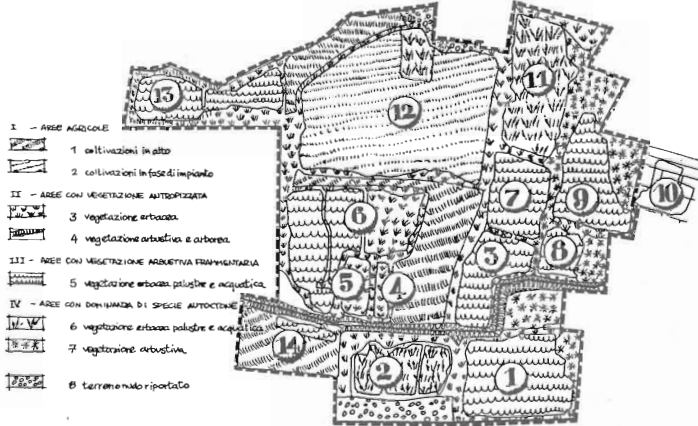 13
12
11
10
9
7
6
8
3
5
4
14
2
1
I - AREE AGRICOLE
1 coltivazioni in atto
2 coltivazioni in fase di impianto
II - AREE CON VEGETAZIONE ANTROPIZZATA
3 vegetazione erbacea
4 vegetazione arbustiva e arborea
III - AREE CON VEGETAZIONE ARBUSTIVA FRAMMENTARIA
5 vegetazione erbacea palustre e acquatica
IV - AREE CON DOMINANZA DI SPECIE AUTOCTONE
6 vegetazione erbacea palustre e acquatica
7 vegetazione arbustiva
8 terreno nudo riportato